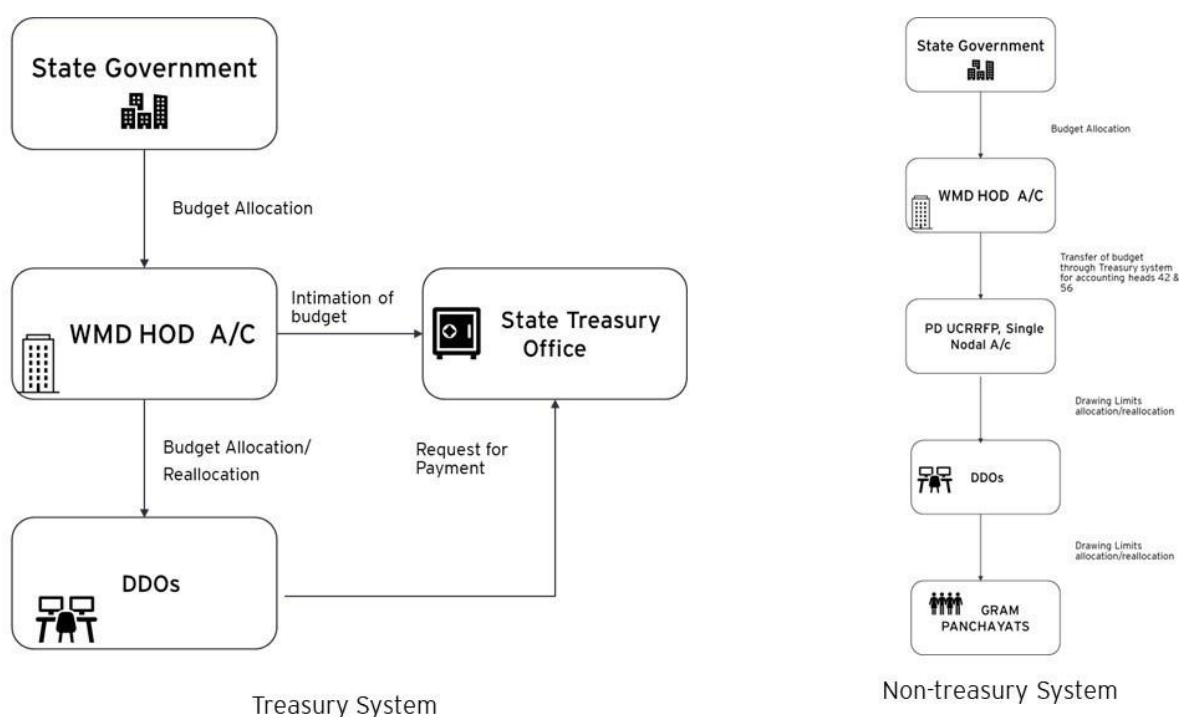 State Government
Budget Allocation
WMD HOD A/C
Intimation of
budget
State Treasury
Office
Budget Allocation/
Reallocation
Request for
Payment
DDOs
Treasury System
State Government
Budget Allocation
WMD HOD A/C
Transfer of budget
through Treasury system
for accounting heads 42 &
56
PD UCRRFP, Single
Nodal A/c
Drawing Limits
allocation/reallocation
DDOs
Drawing Limits
allocation/reallocation
GRAM
PANCHAYATS
Non-treasury System